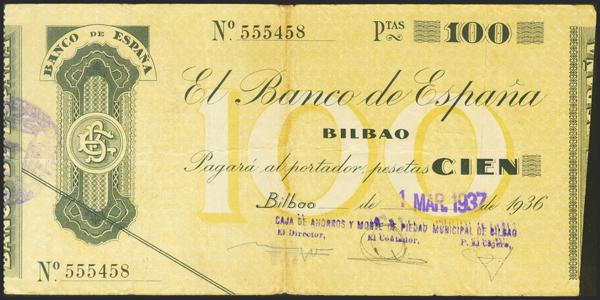 Nº 555458 PTAS 100
BANCO DE ESPAÑA
El Banco de España
BILBAO
100
Pagará al portador, pesetas CIEN
Bilbao de 1 MAR. 1937 de 1936
CAJA DE AHORROS Y MONTE DE PIEDAD MUNICIPAL DE BILBAO
El Director, El Contador, P. El Cajero,
Nº 555458